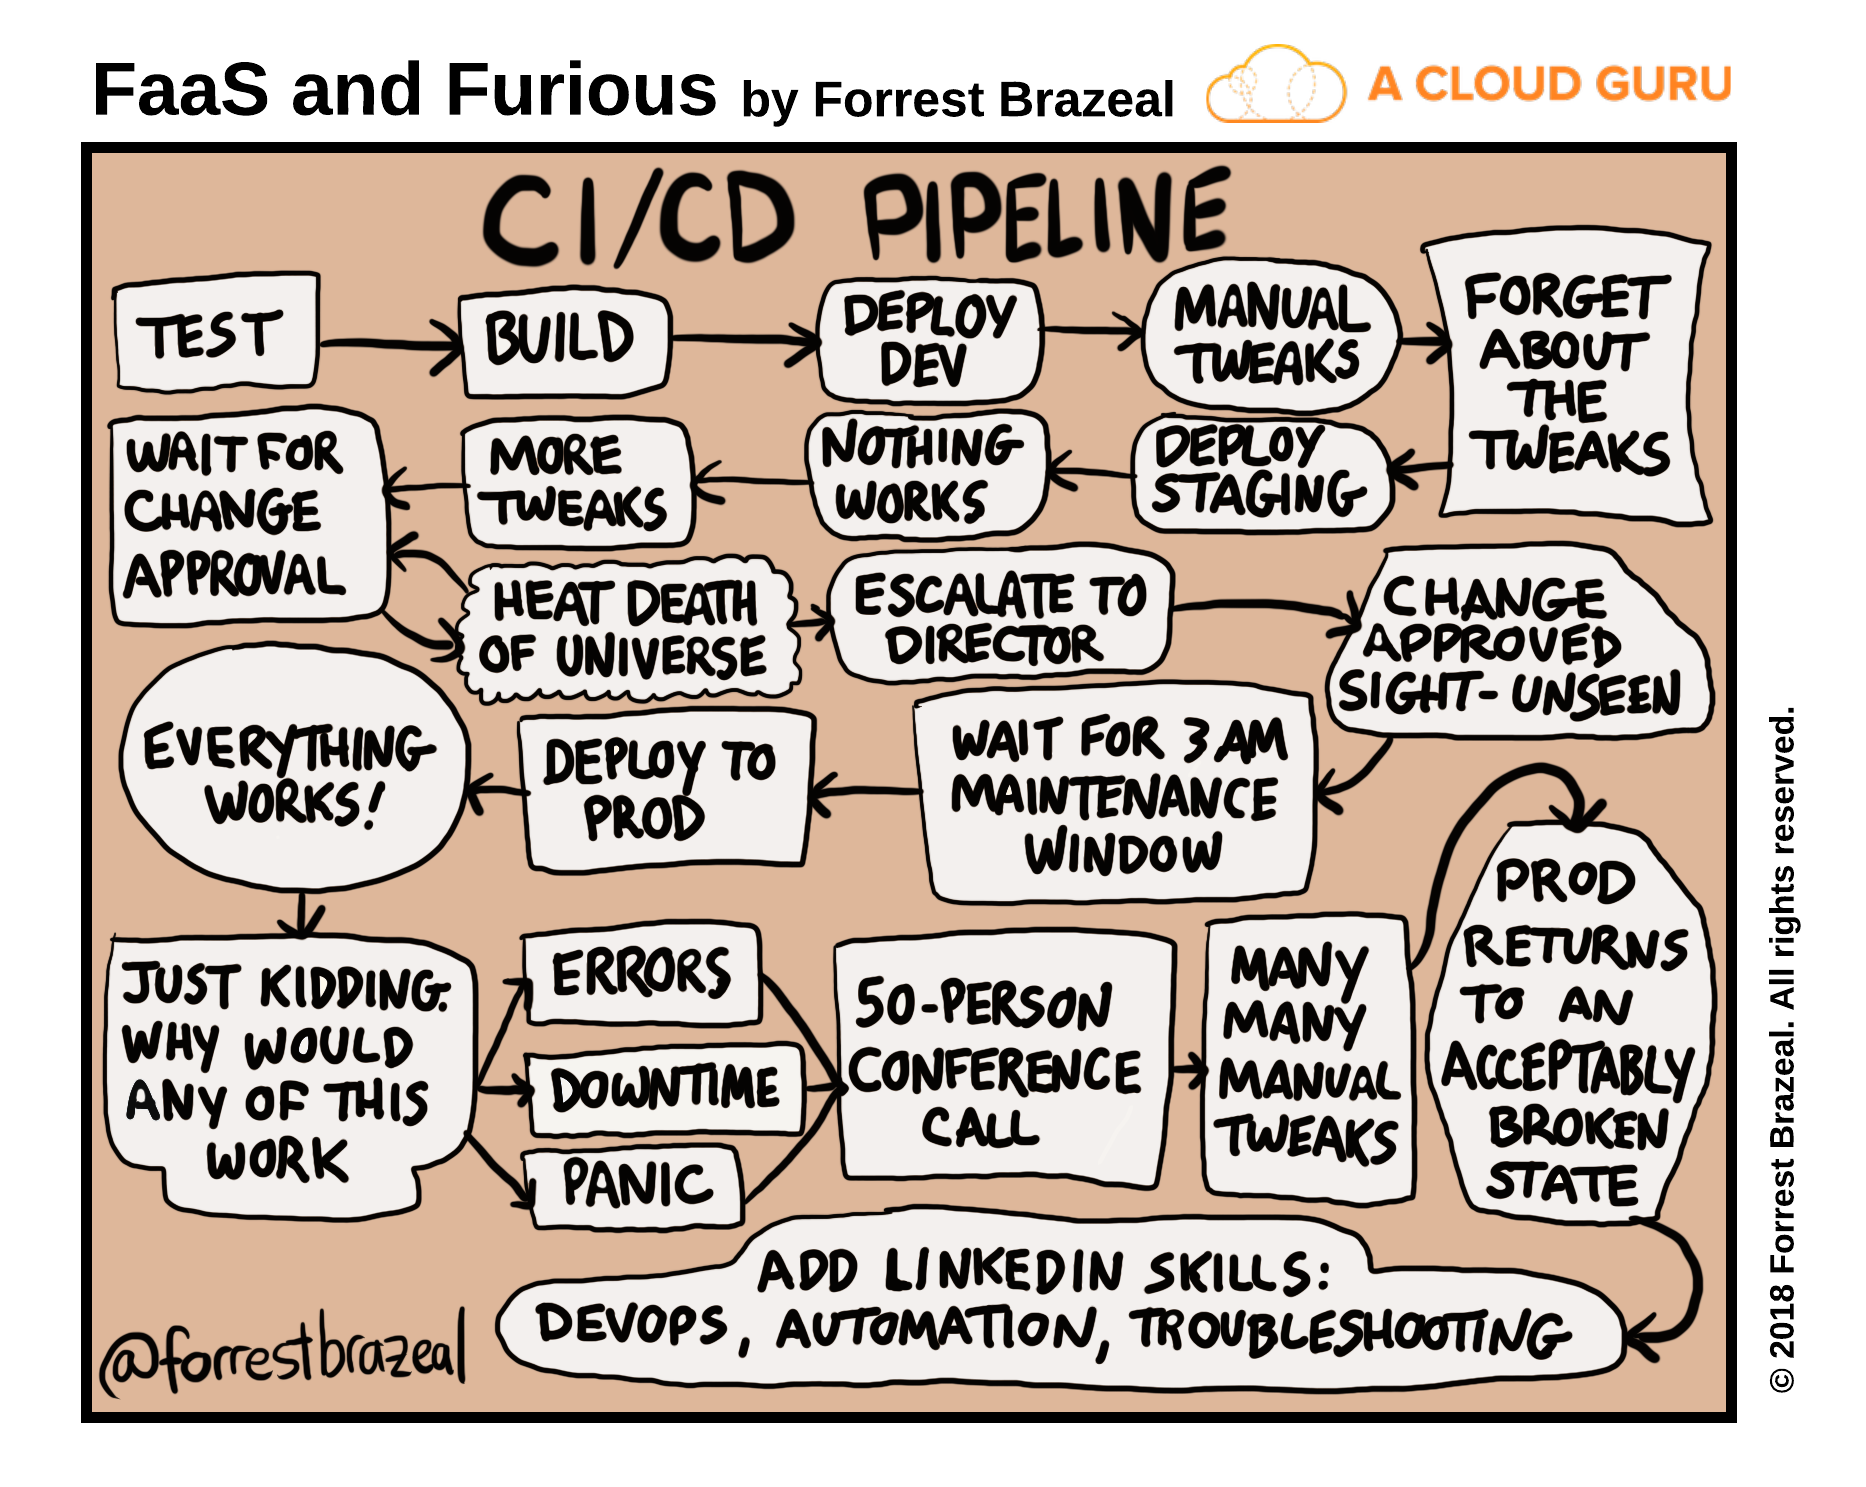 FaaS and Furious by Forrest Brazeal
A CLOUD GURU
CI/CD PIPELINE
TEST
BUILD
DEPLOY
DEV
MANUAL
TWEAKS
FORGET
ABOUT
THE
TWEAKS
DEPLOY
STAGING
NOTHING
WORKS
MORE
TWEAKS
WAIT FOR
CHANGE
APPROVAL
HEAT DEATH
OF UNIVERSE
ESCALATE TO
DIRECTOR
CHANGE
APPROVED
SIGHT-UNSEEN
WAIT FOR 3 AM
MAINTENANCE
WINDOW
DEPLOY TO
PROD
EVERYTHING
WORKS!
JUST KIDDING.
WHY WOULD
ANY OF THIS
WORK
ERRORS
DOWNTIME
PANIC
50-PERSON
CONFERENCE
CALL
MANY
MANY
MANUAL
TWEAKS
PROD
RETURNS
TO AN
ACCEPTABLY
BROKEN
STATE
ADD LINKEDIN SKILLS:
DEVOPS, AUTOMATION, TROUBLESHOOTING
@forrestbrazeal
© 2018 Forrest Brazeal. All rights reserved.